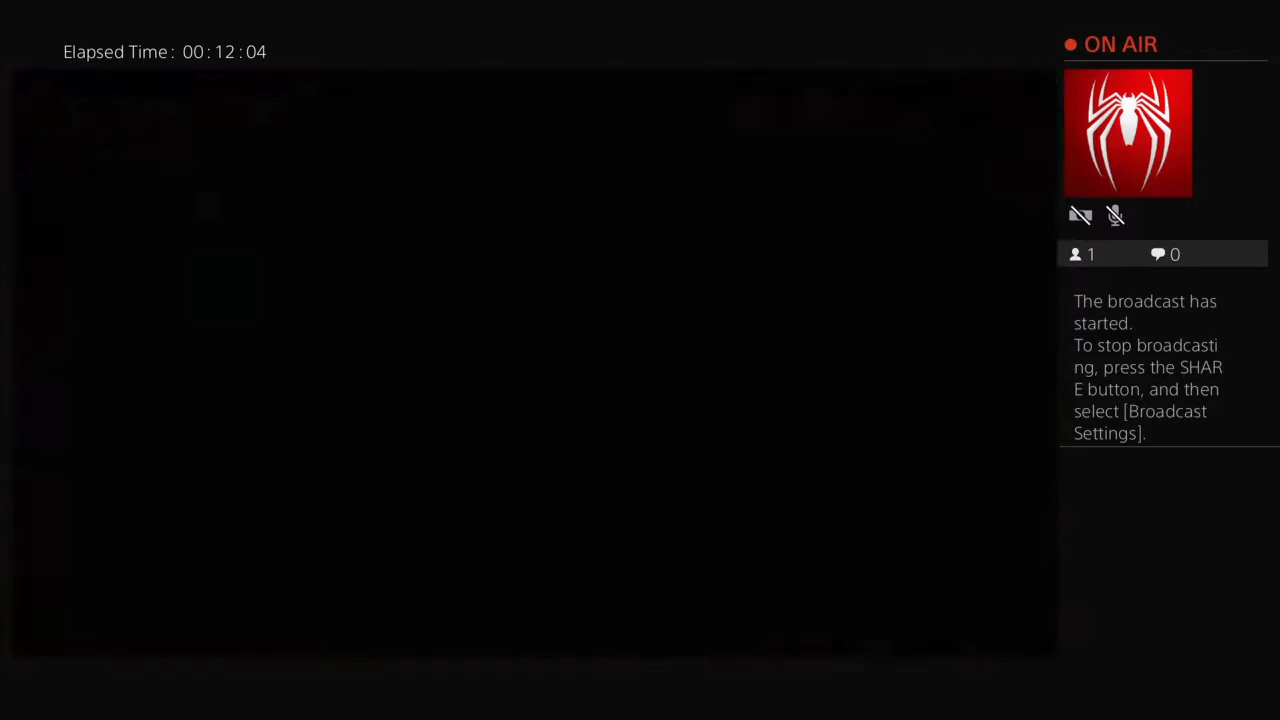 Elapsed Time: 00:12:04
ON AIR
1 0
The broadcast has
started.
To stop broadcasti
ng, press the SHAR
E button, and then
select [Broadcast
Settings].